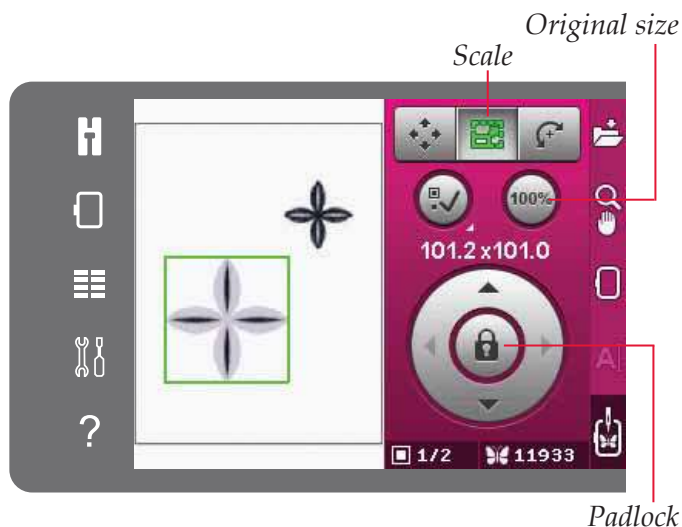 Original size
Scale
100%
101.2 x 101.0
A
?
1/2 11933
Padlock